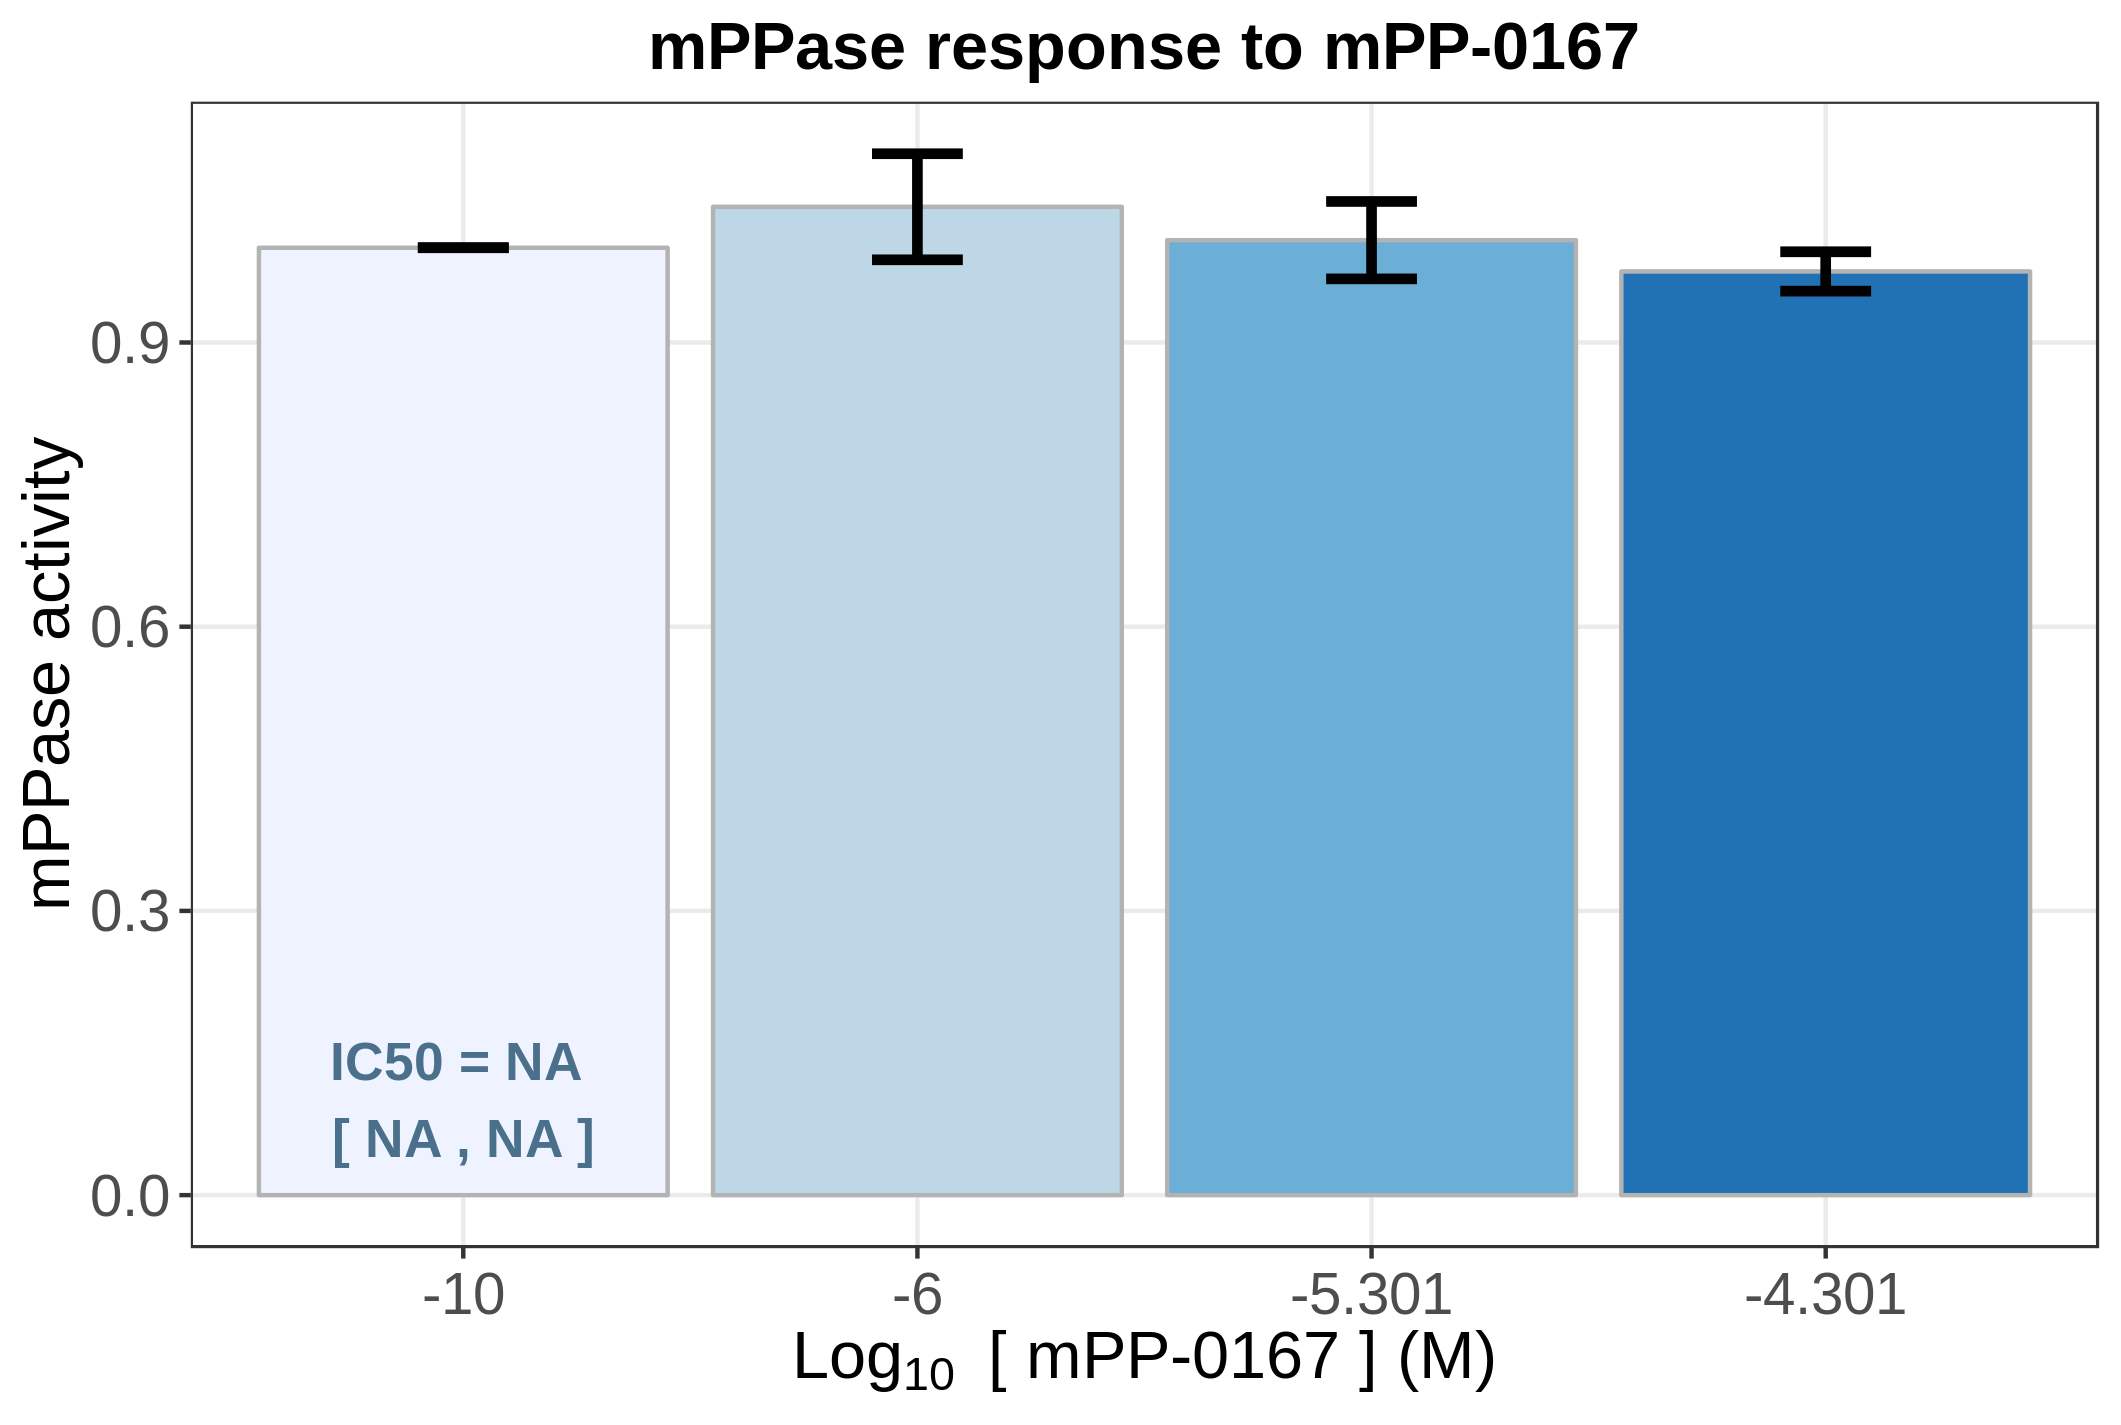 mPPase response to mPP-0167
mPPase activity
0.9
0.6
0.3
0.0
IC50 = NA
[ NA , NA ]
-10
-6
-5.301
-4.301
Log₁₀ [ mPP-0167 ] (M)